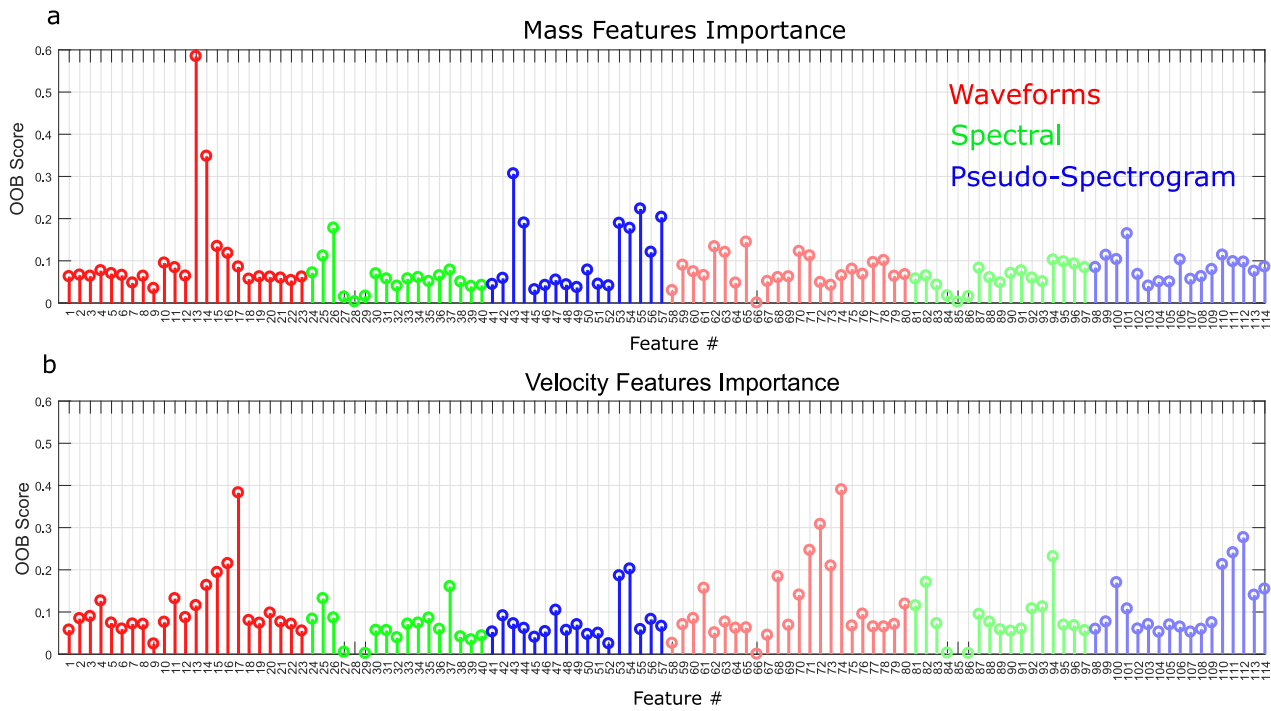 a
Mass Features Importance
0.6
0.5
0.4
0.3
0.2
0.1
0
OOB Score
Waveforms
Spectral
Pseudo-Spectrogram
1 2 3 4 5 6 7 8 9 10 11 12 13 14 15 16 17 18 19 20 21 22 23 24 25 26 27 28 29 30 31 32 33 34 35 36 37 38 39 40 41 42 43 44 45 46 47 48 49 50 51 52 53 54 55 56 57 58 59 60 61 62 63 64 65 66 67 68 69 70 71 72 73 74 75 76 77 78 79 80 81 82 83 84 85 86 87 88 89 90 91 92 93 94 95 96 97 98 99 100 101 102 103 104 105 106 107 108 109 110 111 112 113 114
Feature #
b
Velocity Features Importance
0.6
0.5
0.4
0.3
0.2
0.1
0
OOB Score
1 2 3 4 5 6 7 8 9 10 11 12 13 14 15 16 17 18 19 20 21 22 23 24 25 26 27 28 29 30 31 32 33 34 35 36 37 38 39 40 41 42 43 44 45 46 47 48 49 50 51 52 53 54 55 56 57 58 59 60 61 62 63 64 65 66 67 68 69 70 71 72 73 74 75 76 77 78 79 80 81 82 83 84 85 86 87 88 89 90 91 92 93 94 95 96 97 98 99 100 101 102 103 104 105 106 107 108 109 110 111 112 113 114
Feature #